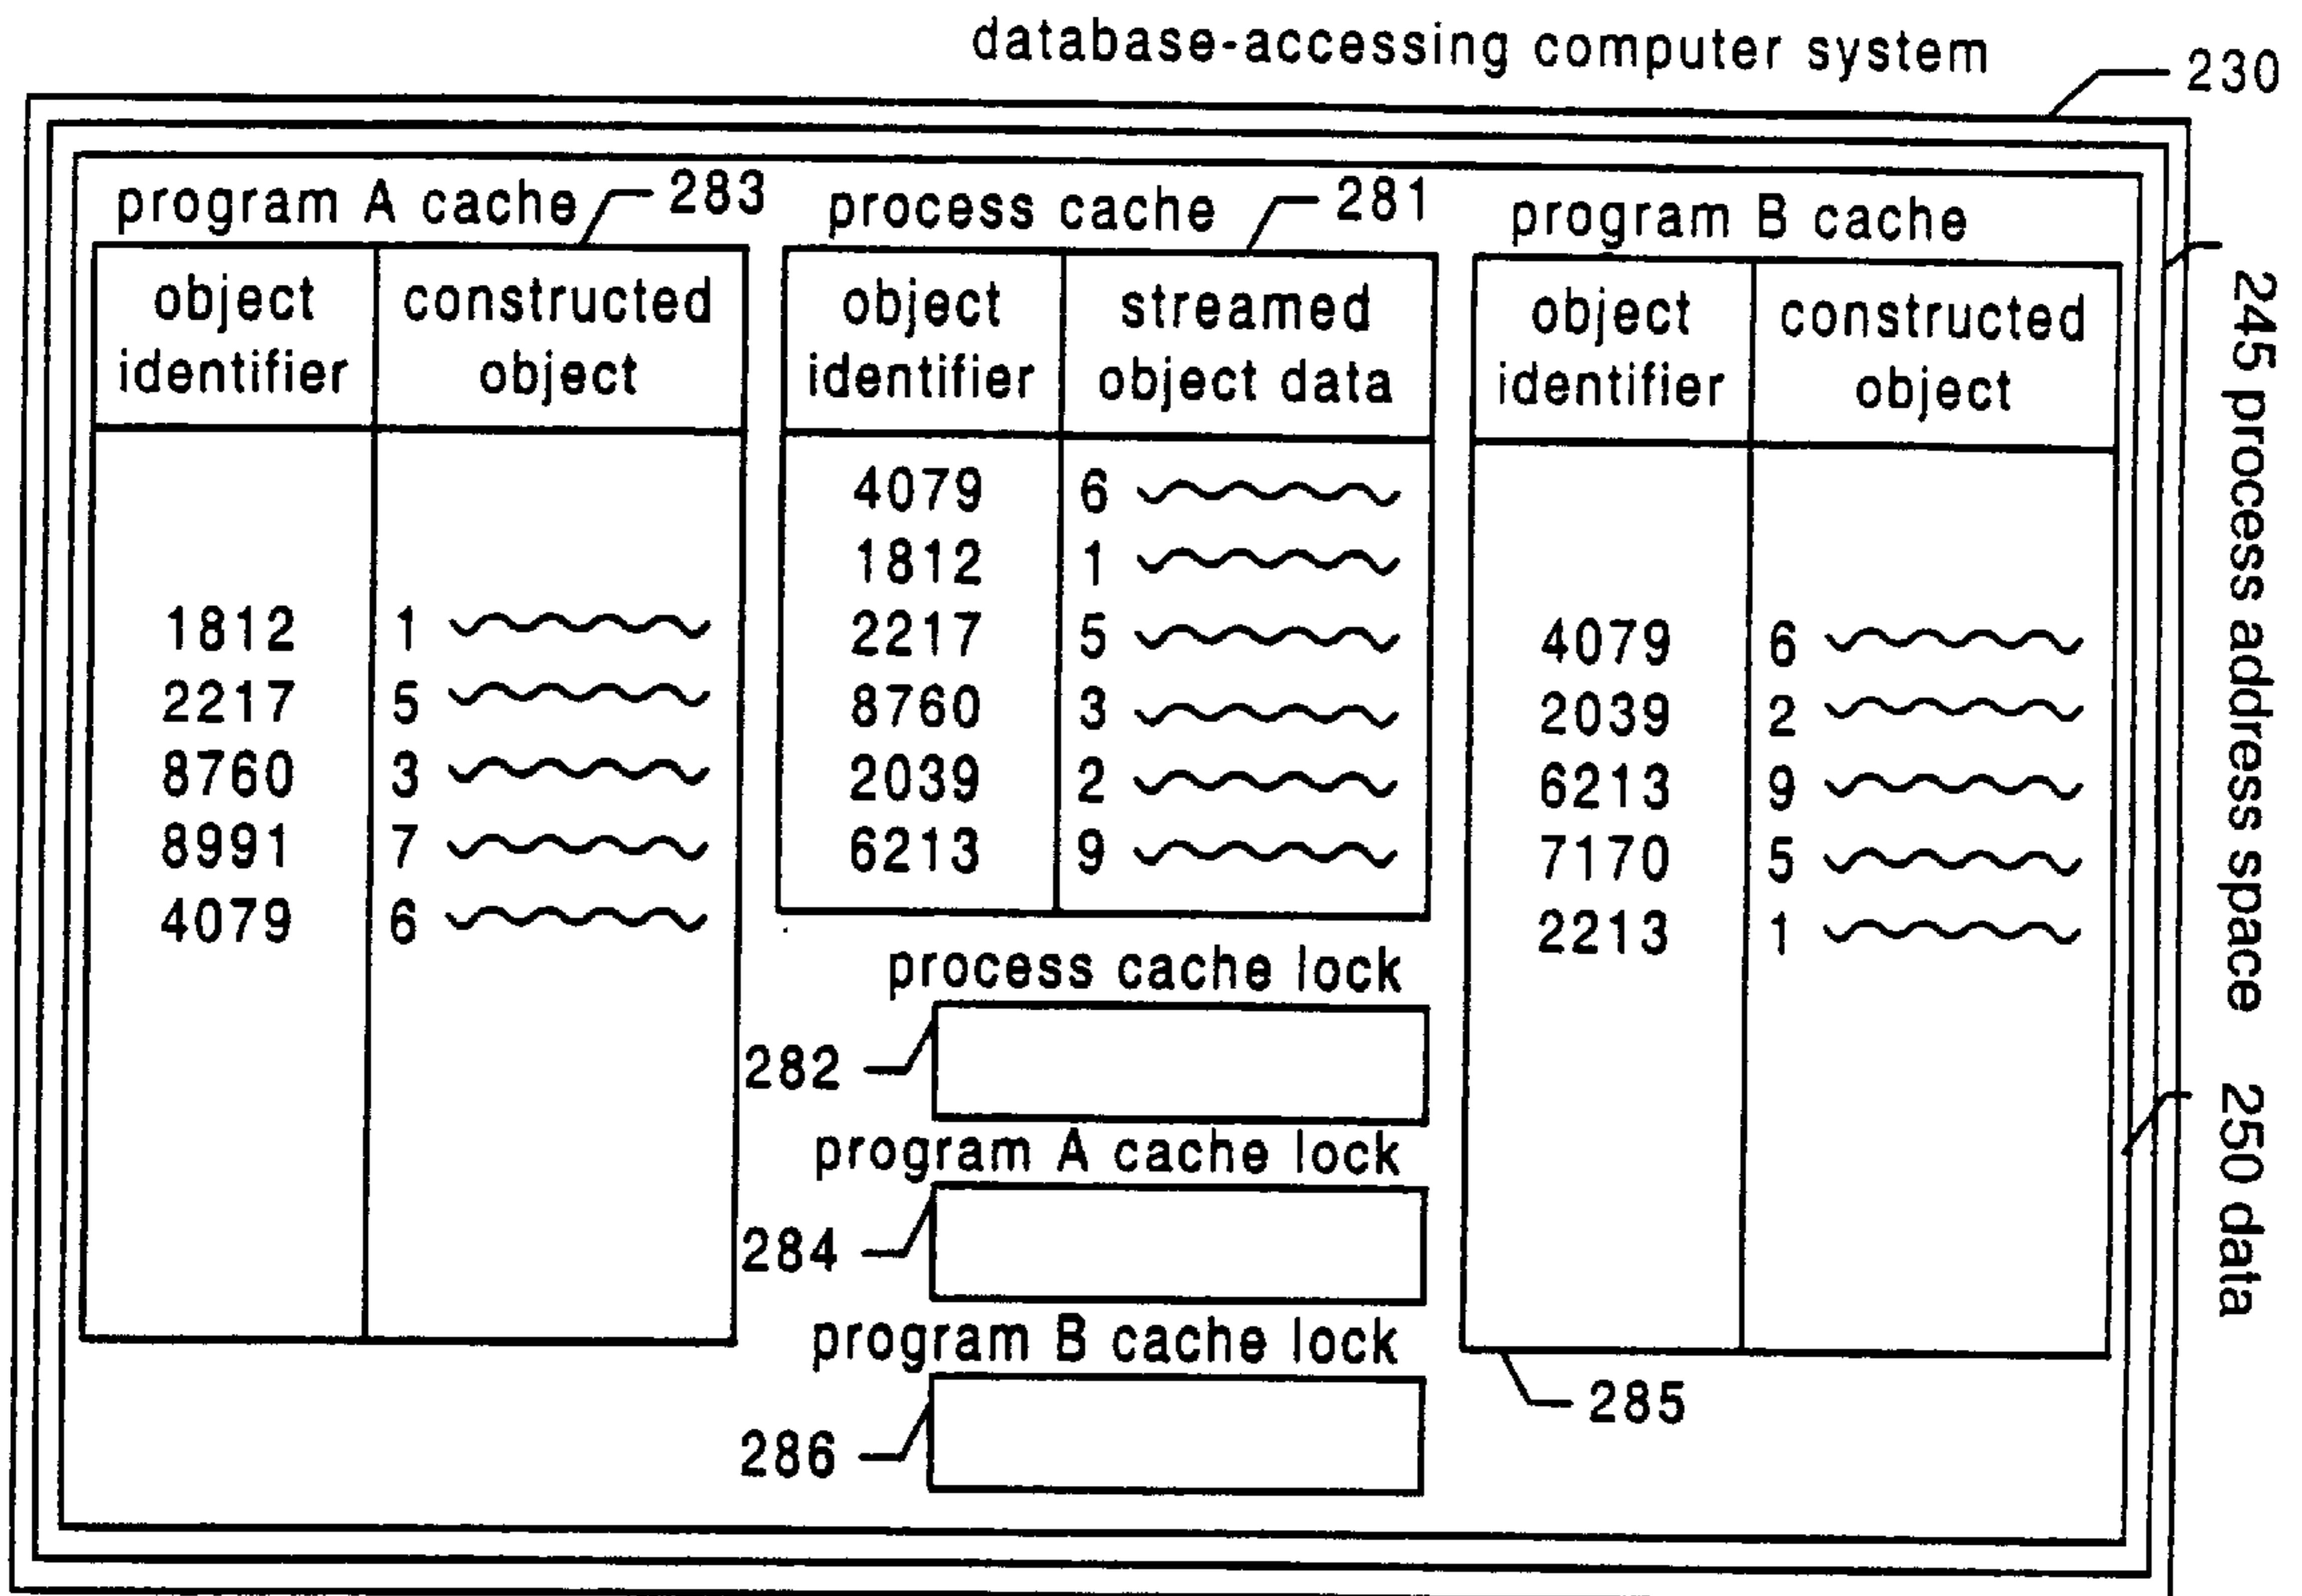 database-accessing computer system
230
program A cache
283
object identifier
constructed object
1812 1
2217 5
8760 3
8991 7
4079 6
process cache
281
object identifier
streamed object data
4079 6
1812 1
2217 5
8760 3
2039 2
6213 9
program B cache
object identifier
constructed object
4079 6
2039 2
6213 9
7170 5
2213 1
285
process cache lock
282
program A cache lock
284
program B cache lock
286
245 process address space
250 data